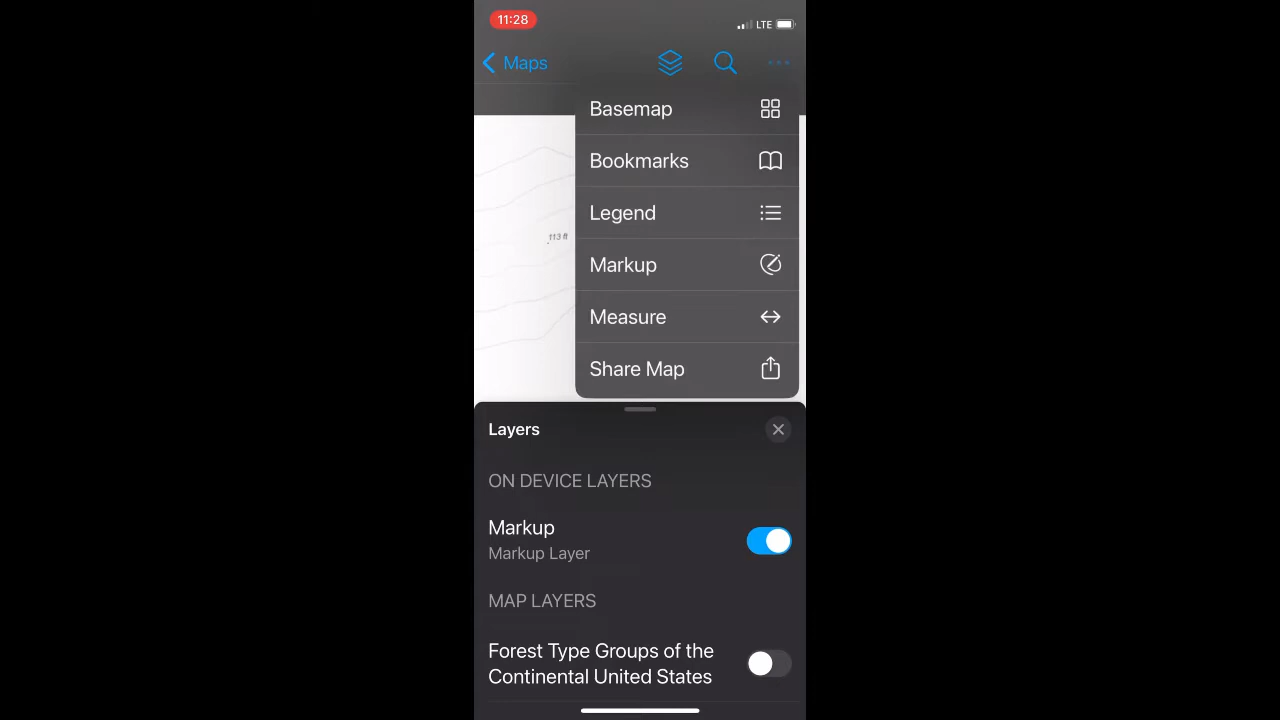 11:28
LTE
Maps
Basemap
Bookmarks
Legend
113 ft
Markup
Measure
Share Map
Layers
ON DEVICE LAYERS
Markup
Markup Layer
MAP LAYERS
Forest Type Groups of the
Continental United States